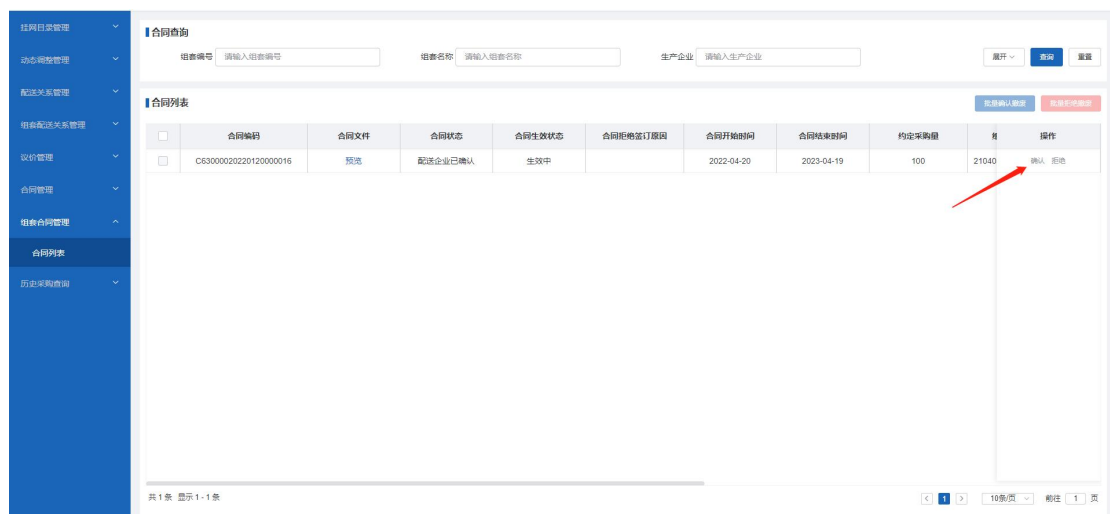 挂网目录管理
动态调整管理
配送关系管理
组套配送关系管理
议价管理
合同管理
组套合同管理
合同列表
历史采购查询
合同查询
组套编号 请输入组套编号 组套名称 请输入组套名称 生产企业 请输入生产企业 展开 查询 重置
合同列表 批量确认撤废 批量拒绝撤废
合同编码 合同文件 合同状态 合同生效状态 合同拒绝签订原因 合同开始时间 合同结束时间 约定采购量 操作
C63000020220120000016 预览 配送企业已确认 生效中 2022-04-20 2023-04-19 100 21040 确认 拒绝
共 1 条 显示 1 - 1 条 1 10条/页 前往 1 页